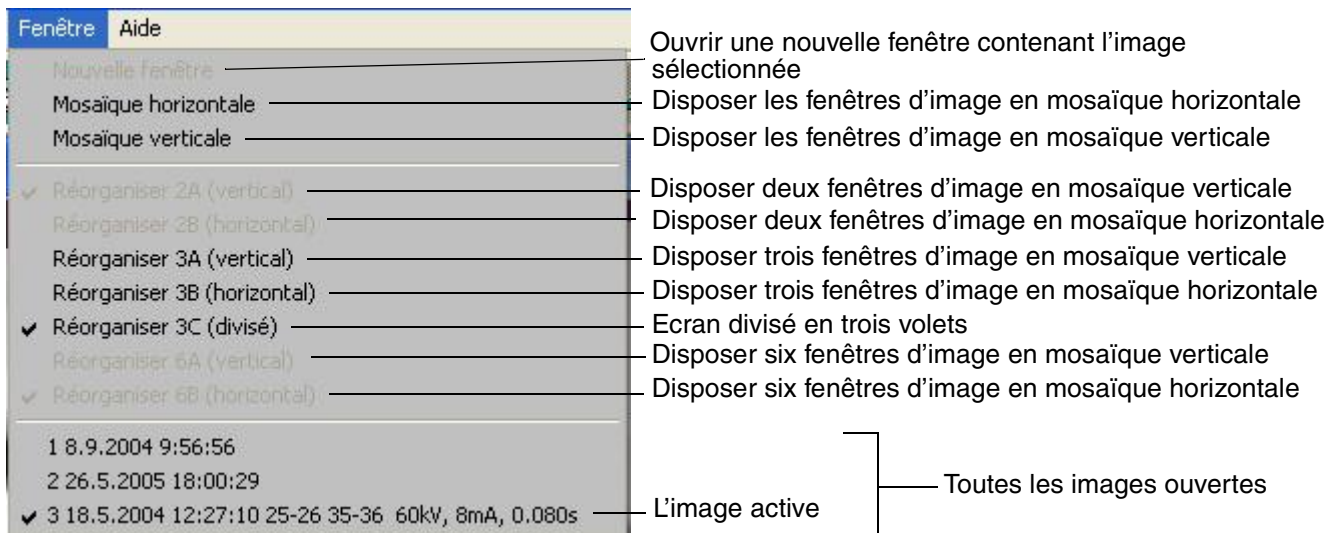 Fenêtre Aide
Nouvelle fenêtre
Ouvrir une nouvelle fenêtre contenant l'image
sélectionnée
Mosaïque horizontale
Disposer les fenêtres d'image en mosaïque horizontale
Mosaïque verticale
Disposer les fenêtres d'image en mosaïque verticale
Réorganiser 2A (vertical)
Disposer deux fenêtres d'image en mosaïque verticale
Réorganiser 2B (horizontal)
Disposer deux fenêtres d'image en mosaïque horizontale
Réorganiser 3A (vertical)
Disposer trois fenêtres d'image en mosaïque verticale
Réorganiser 3B (horizontal)
Disposer trois fenêtres d'image en mosaïque horizontale
Réorganiser 3C (divisé)
Ecran divisé en trois volets
Réorganiser 6A (vertical)
Disposer six fenêtres d'image en mosaïque verticale
Réorganiser 6B (horizontal)
Disposer six fenêtres d'image en mosaïque horizontale
1 8.9.2004 9:56:56
2 26.5.2005 18:00:29
Toutes les images ouvertes
3 18.5.2004 12:27:10 25-26 35-36 60kV, 8mA, 0.080s
L'image active